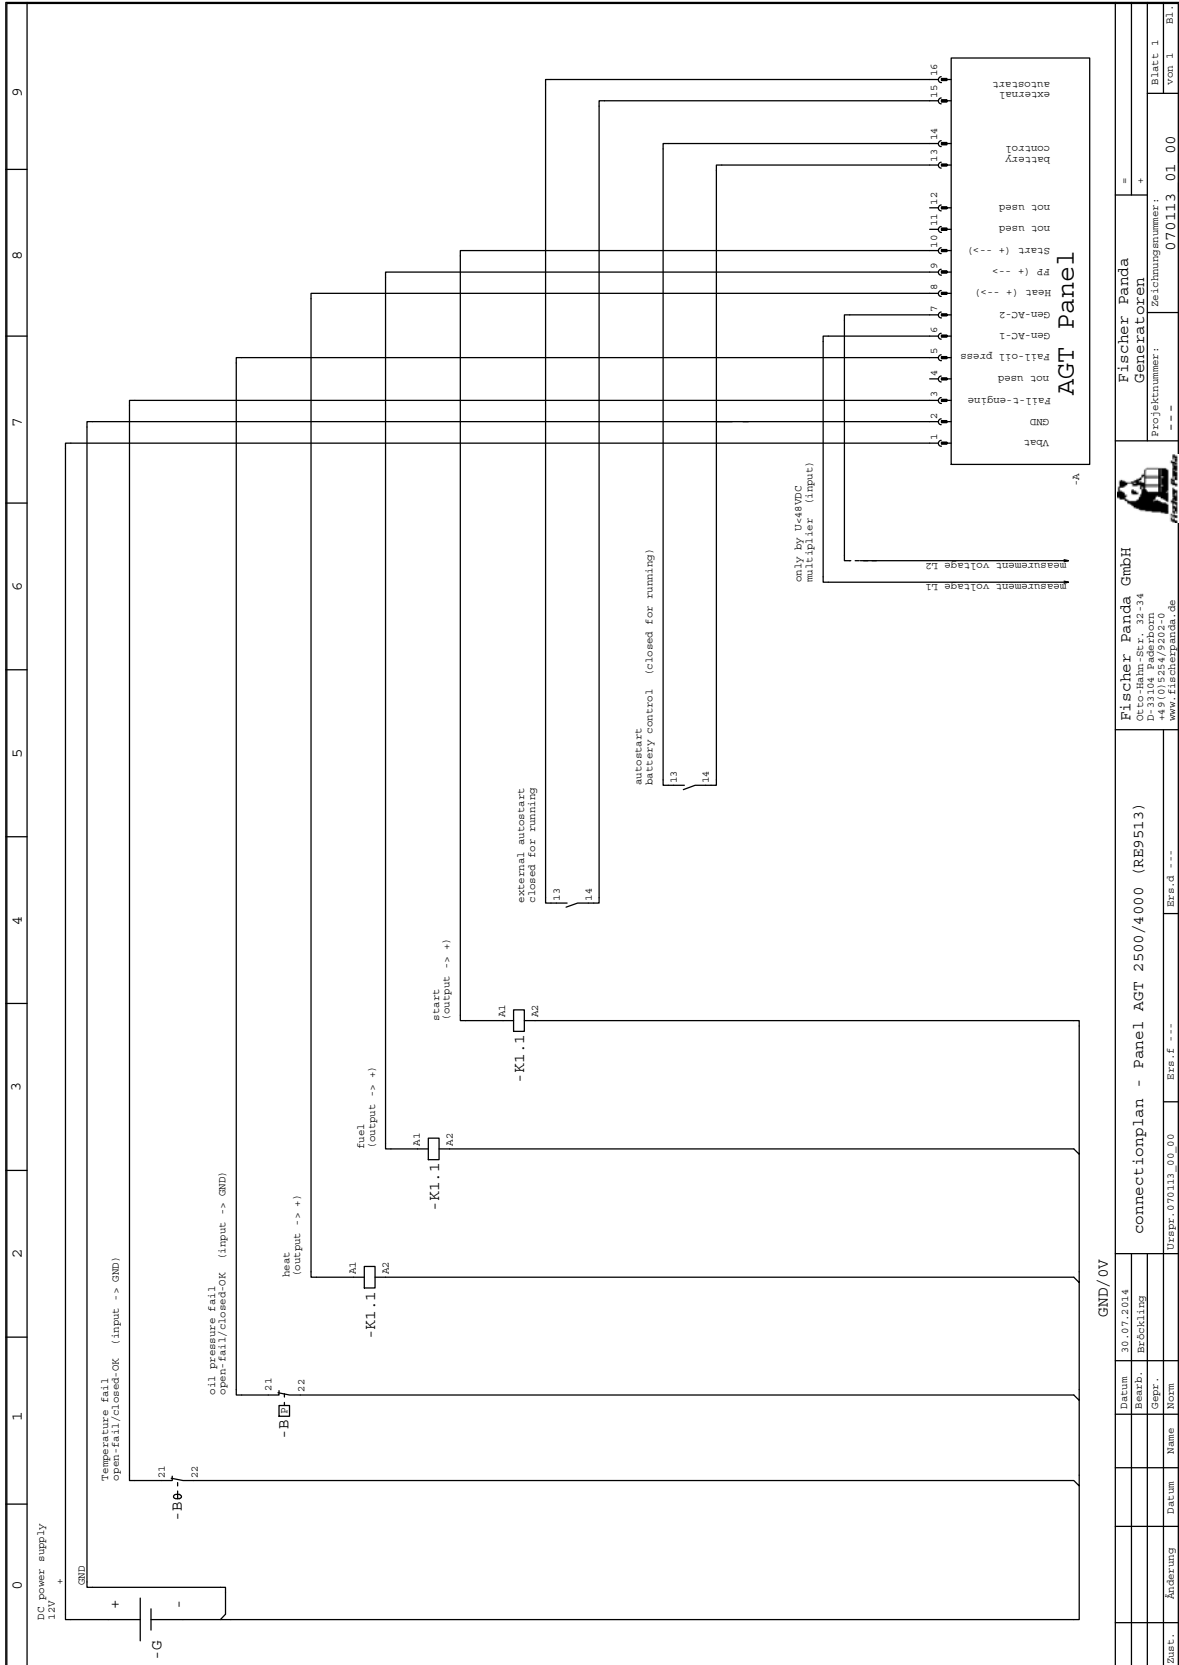 0 1 2 3 4 5 6 7 8 9
DC power supply
12V
+
GND
+
-
-G
Temperature fail
open-fail/closed-OK (input -> GND)
21
22
-Bθ
oil pressure fail
open-fail/closed-OK (input -> GND)
21
22
-B P
heat
(output -> +)
A1
A2
-K1.1
fuel
(output -> +)
A1
A2
-K1.1
start
(output -> +)
A1
A2
-K1.1
external autostart
closed for running
13
14
autostart
battery control (closed for running)
13
14
only by U<48VDC
multiplier (input)
measurement voltage L2
measurement voltage L1
GND/0V
-A
AGT Panel
1 Vbat
2 GND
3 Fail-t-engine
4 not used
5 Fail-oil press
6 Gen-AC-1
7 Gen-AC-2
8 Heat (+ -->)
9 FP (+ -->
10 Start (+ -->)
11 not used
12 not used
13 14 battery
control
15 16 external
autostart
Zust.
Änderung
Datum
Name
Datum 30.07.2014
Bearb. Bröckling
Gepr.
Norm
connectionplan - Panel AGT 2500/4000 (RE9513)
Urspr.070113_00_00
Ers.f ---
Ers.d ---
Fischer Panda GmbH
Otto-Hahn-Str. 32-34
D-33104 Paderborn
+49(0)5254/9202-0
www.fischerpanda.de
Fischer Panda
Fischer Panda
Generatoren
=
+
Projektnummer:
---
Zeichnungsnummer:
070113 01 00
Blatt 1
von 1 Bl.